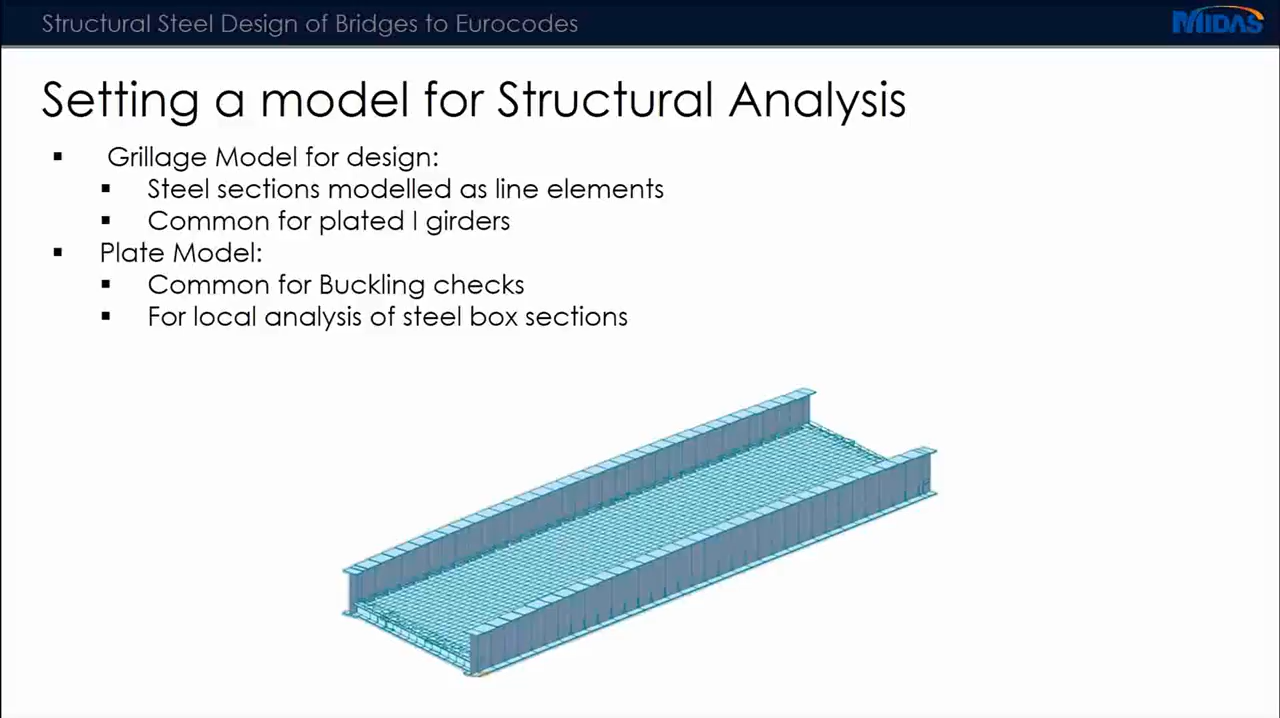 Structural Steel Design of Bridges to Eurocodes
MIDAS
Setting a model for Structural Analysis
▪ Grillage Model for design:
▪ Steel sections modelled as line elements
▪ Common for plated I girders
▪ Plate Model:
▪ Common for Buckling checks
▪ For local analysis of steel box sections